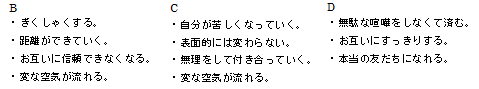 B
・ぎくしゃくする。
・距離ができていく。
・お互いに信頼できなくなる。
・変な空気が流れる。
C
・自分が苦しくなっていく。
・表面的には変わらない。
・無理をして付き合っていく。
・変な空気が流れる。
D
・無駄な喧嘩をしなくて済む。
・お互いにすっきりする。
・本当の友だちになれる。